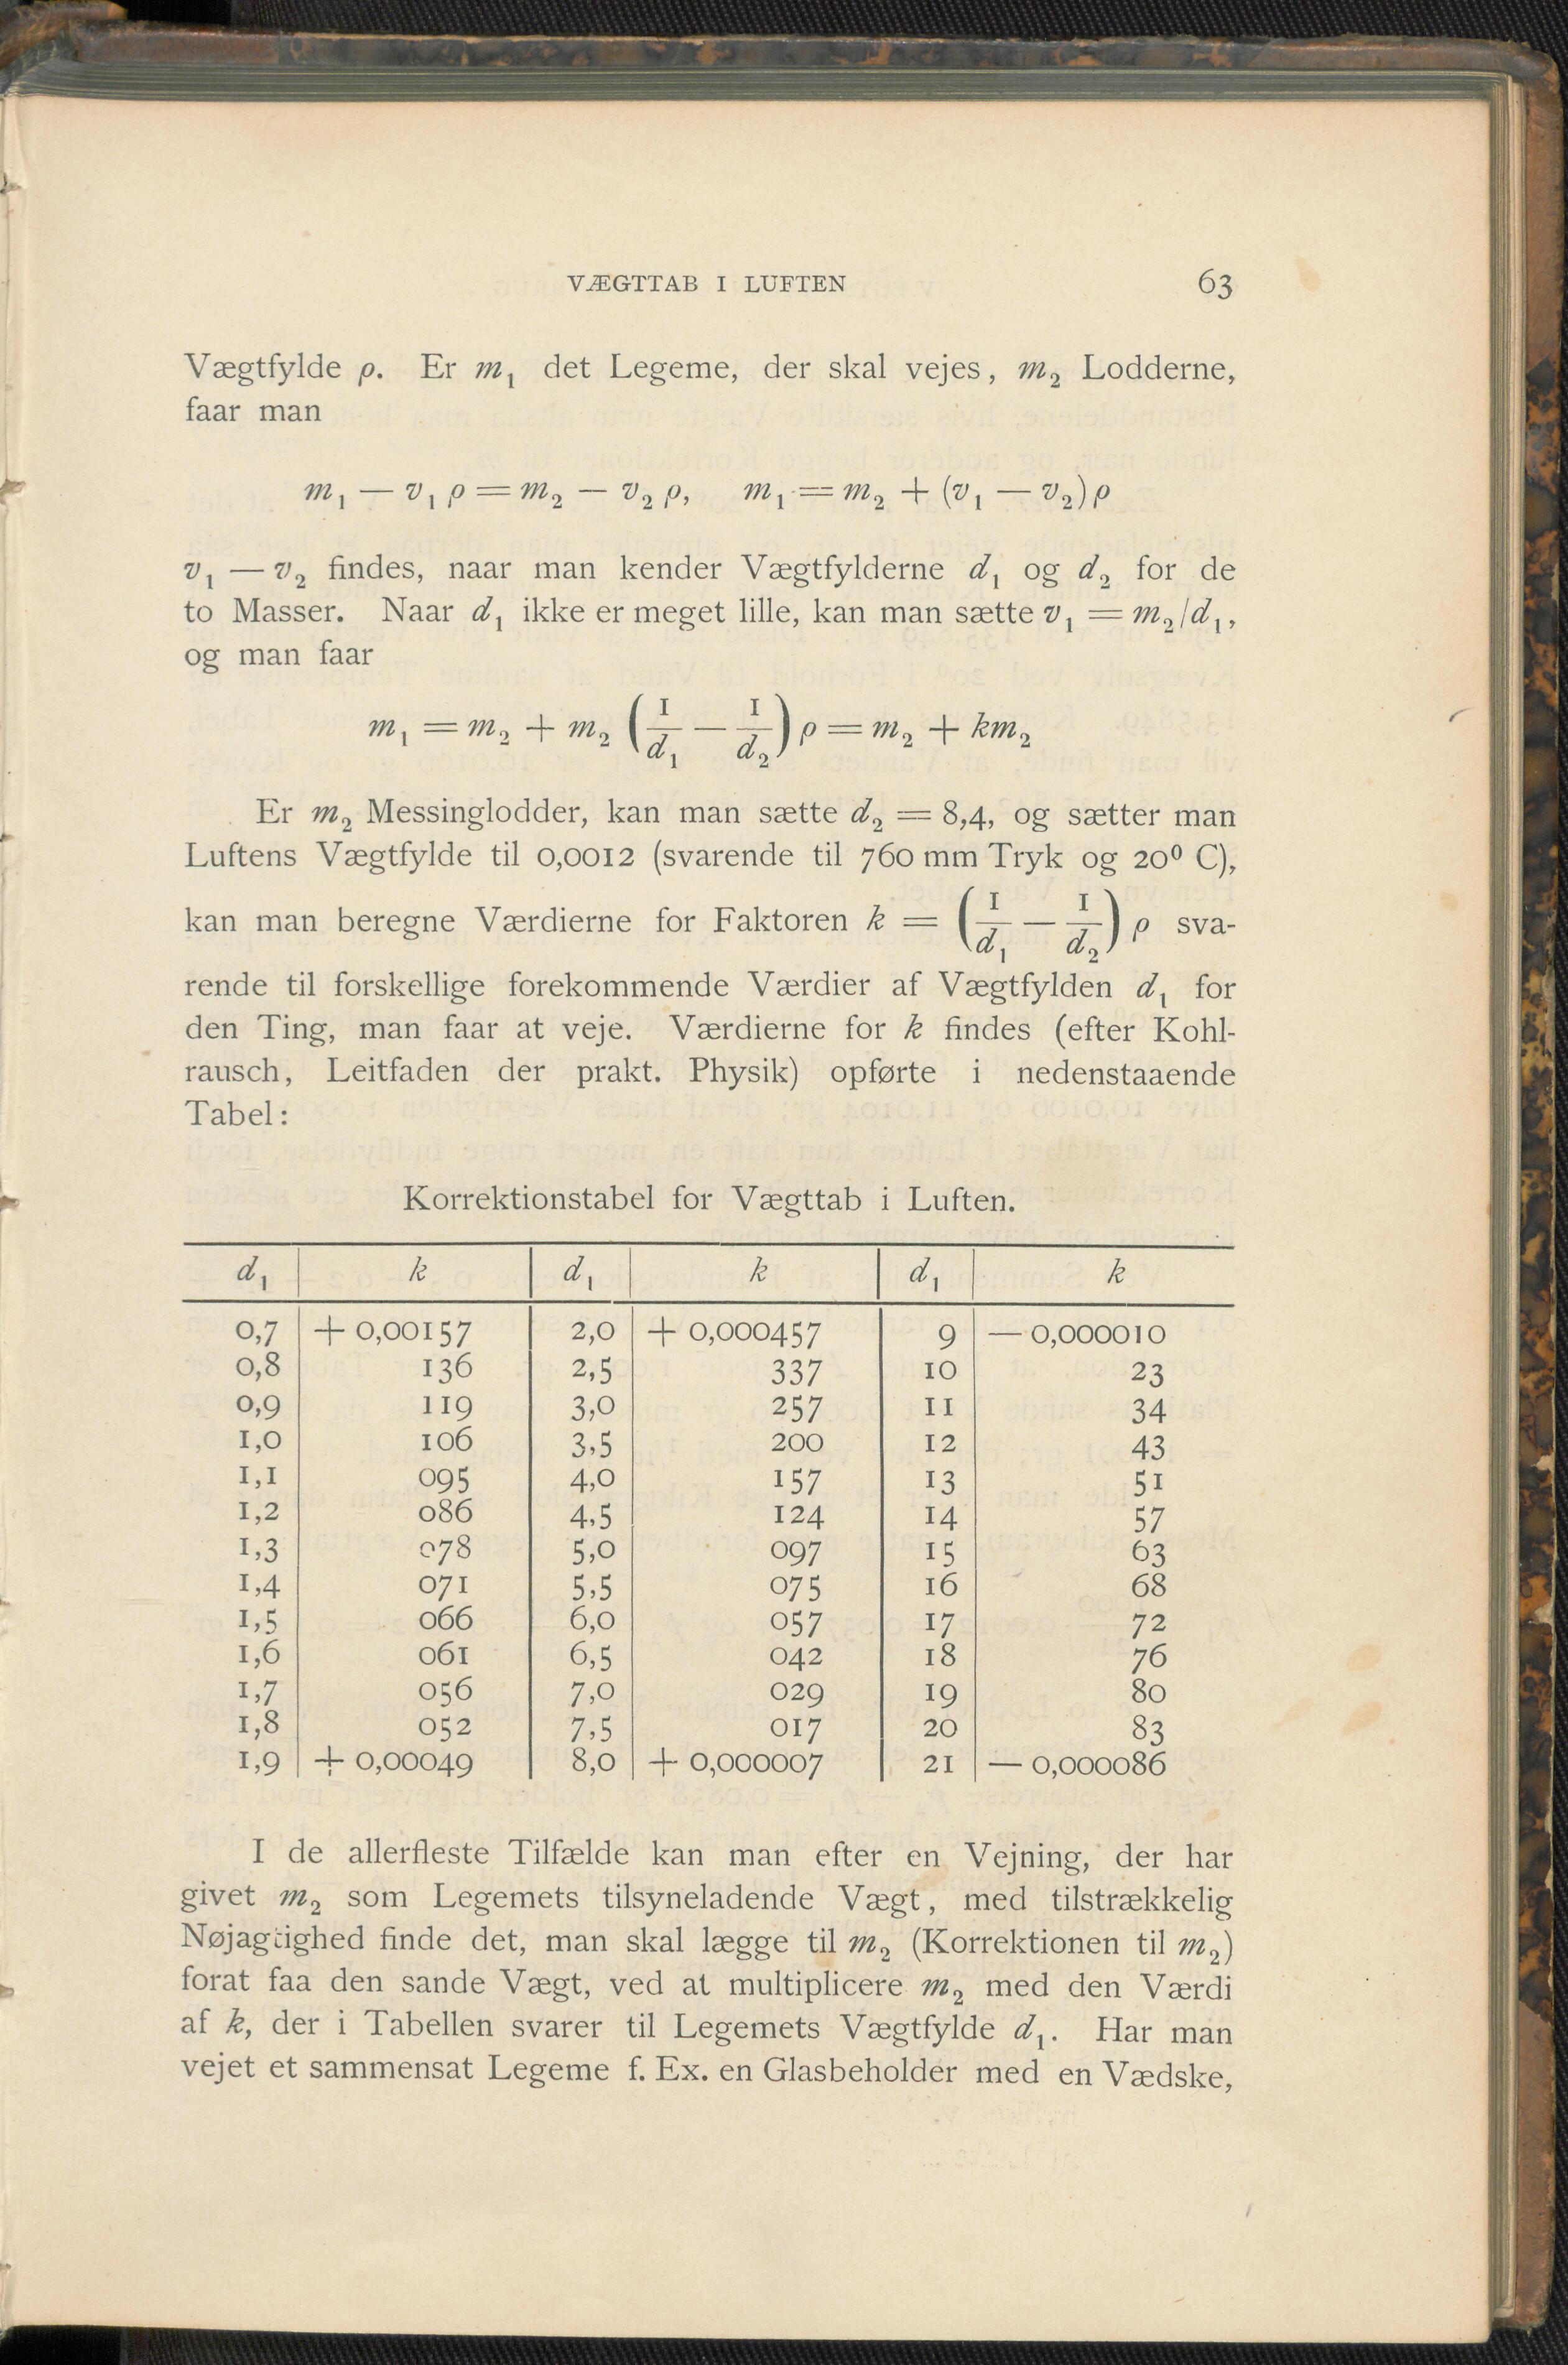 VÆGTTAB I LUFTEN 63
Vægtfylde ρ. Er m₁ det Legeme, der skal vejes, m₂ Lodderne,
faar man
m₁ — v₁ ρ = m₂ — v₂ ρ, m₁ = m₂ + (v₁ — v₂) ρ
v₁ — v₂ findes, naar man kender Vægtfylderne d₁ og d₂ for de
to Masser. Naar d₁ ikke er meget lille, kan man sætte v₁ = m₂/d₁,
og man faar
m₁ = m₂ + m₂ (1/d₁ — 1/d₂) ρ = m₂ + km₂
Er m₂ Messinglodder, kan man sætte d₂ = 8,4, og sætter man
Luftens Vægtfylde til 0,0012 (svarende til 760 mm Tryk og 20⁰ C),
kan man beregne Værdierne for Faktoren k = (1/d₁ — 1/d₂) ρ sva-
rende til forskellige forekommende Værdier af Vægtfylden d₁ for
den Ting, man faar at veje. Værdierne for k findes (efter Kohl-
rausch, Leitfaden der prakt. Physik) opførte i nedenstaaende
Tabel:
Korrektionstabel for Vægttab i Luften.
d₁ k d₁ k d₁ k
0,7 + 0,00157 2,0 + 0,000457 9 — 0,000010
0,8 136 2,5 337 10 23
0,9 119 3,0 257 11 34
1,0 106 3,5 200 12 43
1,1 095 4,0 157 13 51
1,2 086 4,5 124 14 57
1,3 078 5,0 097 15 63
1,4 071 5,5 075 16 68
1,5 066 6,0 057 17 72
1,6 061 6,5 042 18 76
1,7 056 7,0 029 19 80
1,8 052 7,5 017 20 83
1,9 + 0,00049 8,0 + 0,000007 21 — 0,000086
I de allerfleste Tilfælde kan man efter en Vejning, der har
givet m₂ som Legemets tilsyneladende Vægt, med tilstrækkelig
Nøjagtighed finde det, man skal lægge til m₂ (Korrektionen til m₂)
forat faa den sande Vægt, ved at multiplicere m₂ med den Værdi
af k, der i Tabellen svarer til Legemets Vægtfylde d₁. Har man
vejet et sammensat Legeme f. Ex. en Glasbeholder med en Vædske,